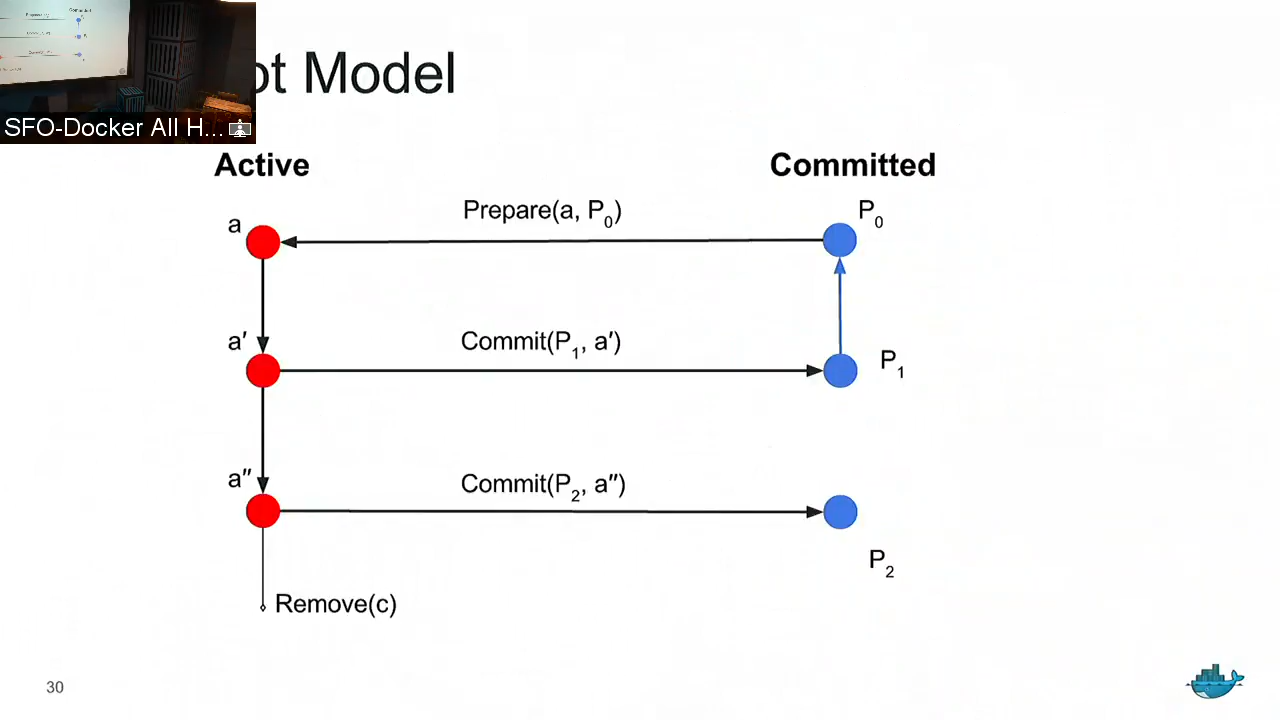 ot Model
SFO-Docker All H...
Active
Committed
a
Prepare(a, P0)
P0
a′
Commit(P1, a′)
P1
a″
Commit(P2, a″)
P2
Remove(c)
30